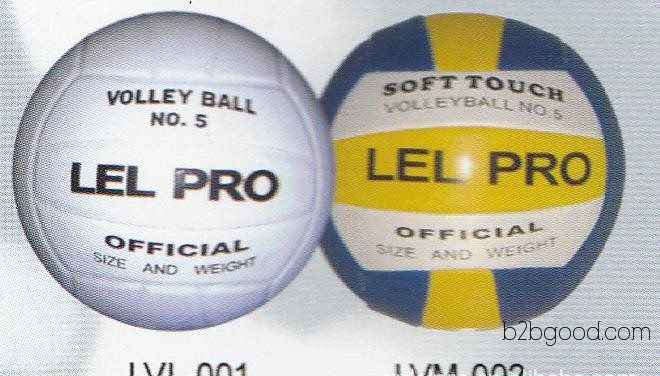 VOLLEY BALL
NO. 5
LEL PRO
OFFICIAL
SIZE AND WEIGHT
SOFT TOUCH
VOLLEYBALL NO.5
LEL PRO
OFFICIAL
SIZE AND WEIGHT
b2bgood.com